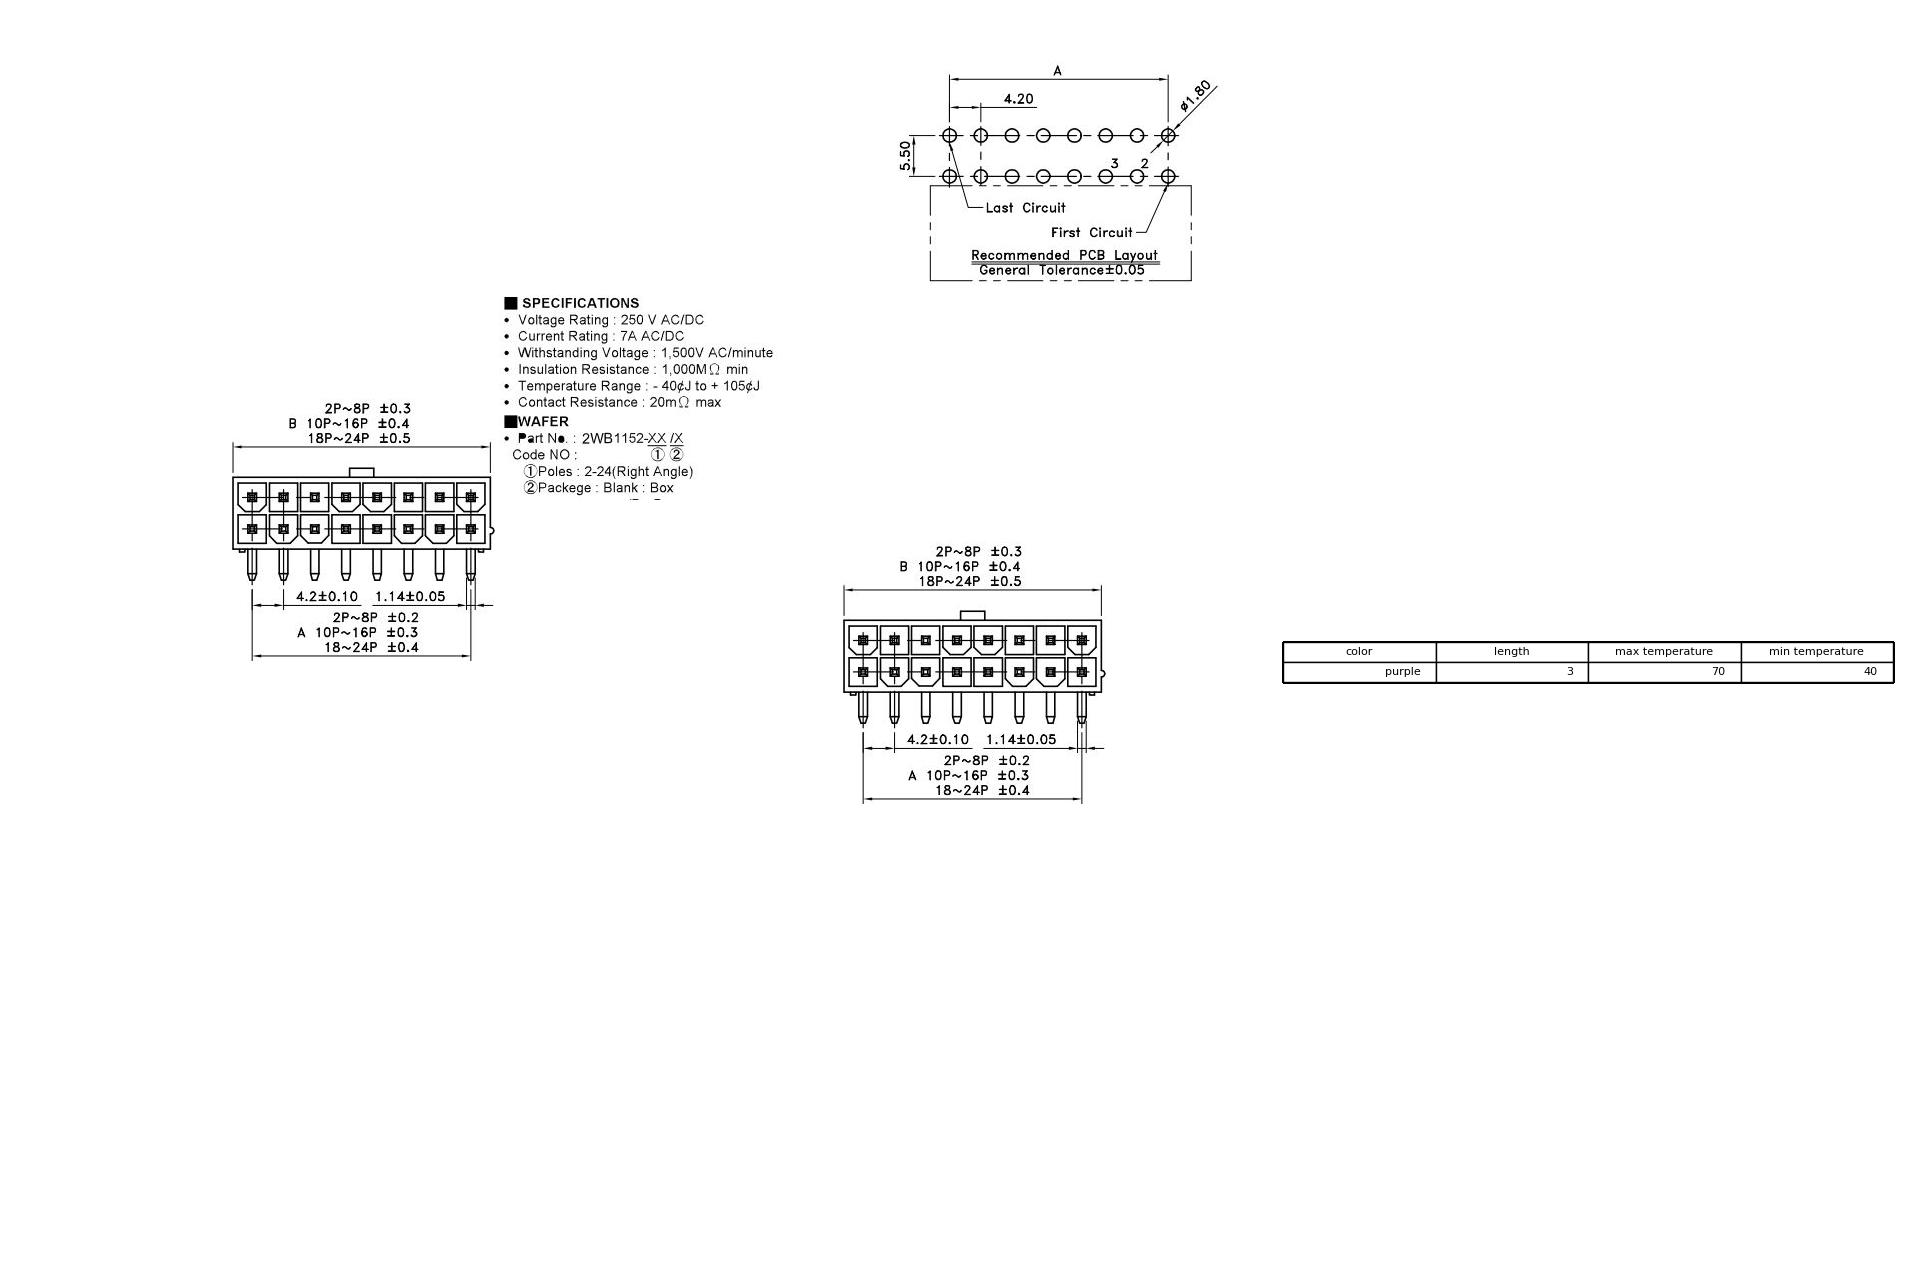 A
4.20
ø1.80
5.50
3 2
Last Circuit
First Circuit
Recommended PCB Layout
General Tolerance±0.05
■ SPECIFICATIONS
• Voltage Rating : 250 V AC/DC
• Current Rating : 7A AC/DC
• Withstanding Voltage : 1,500V AC/minute
• Insulation Resistance : 1,000MΩ min
• Temperature Range : - 40¢J to + 105¢J
• Contact Resistance : 20mΩ max
■WAFER
• Part No. : 2WB1152-XX /X
Code NO : ① ②
①Poles : 2-24(Right Angle)
②Packege : Blank : Box
2P~8P ±0.3
B 10P~16P ±0.4
18P~24P ±0.5
4.2±0.10 1.14±0.05
2P~8P ±0.2
A 10P~16P ±0.3
18~24P ±0.4
2P~8P ±0.3
B 10P~16P ±0.4
18P~24P ±0.5
4.2±0.10 1.14±0.05
2P~8P ±0.2
A 10P~16P ±0.3
18~24P ±0.4
color length max temperature min temperature
purple 3 70 40